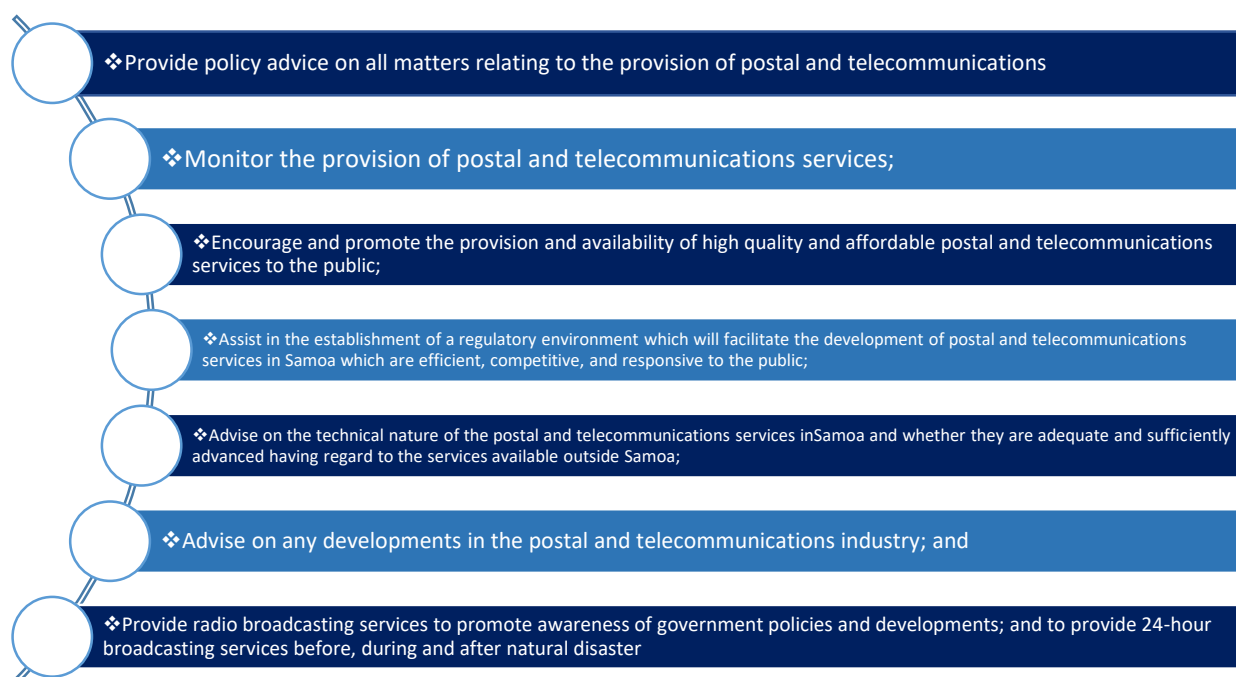 ❖Provide policy advice on all matters relating to the provision of postal and telecommunications
❖Monitor the provision of postal and telecommunications services;
❖Encourage and promote the provision and availability of high quality and affordable postal and telecommunications
services to the public;
❖Assist in the establishment of a regulatory environment which will facilitate the development of postal and telecommunications
services in Samoa which are efficient, competitive, and responsive to the public;
❖Advise on the technical nature of the postal and telecommunications services inSamoa and whether they are adequate and sufficiently
advanced having regard to the services available outside Samoa;
❖Advise on any developments in the postal and telecommunications industry; and
❖Provide radio broadcasting services to promote awareness of government policies and developments; and to provide 24-hour
broadcasting services before, during and after natural disaster